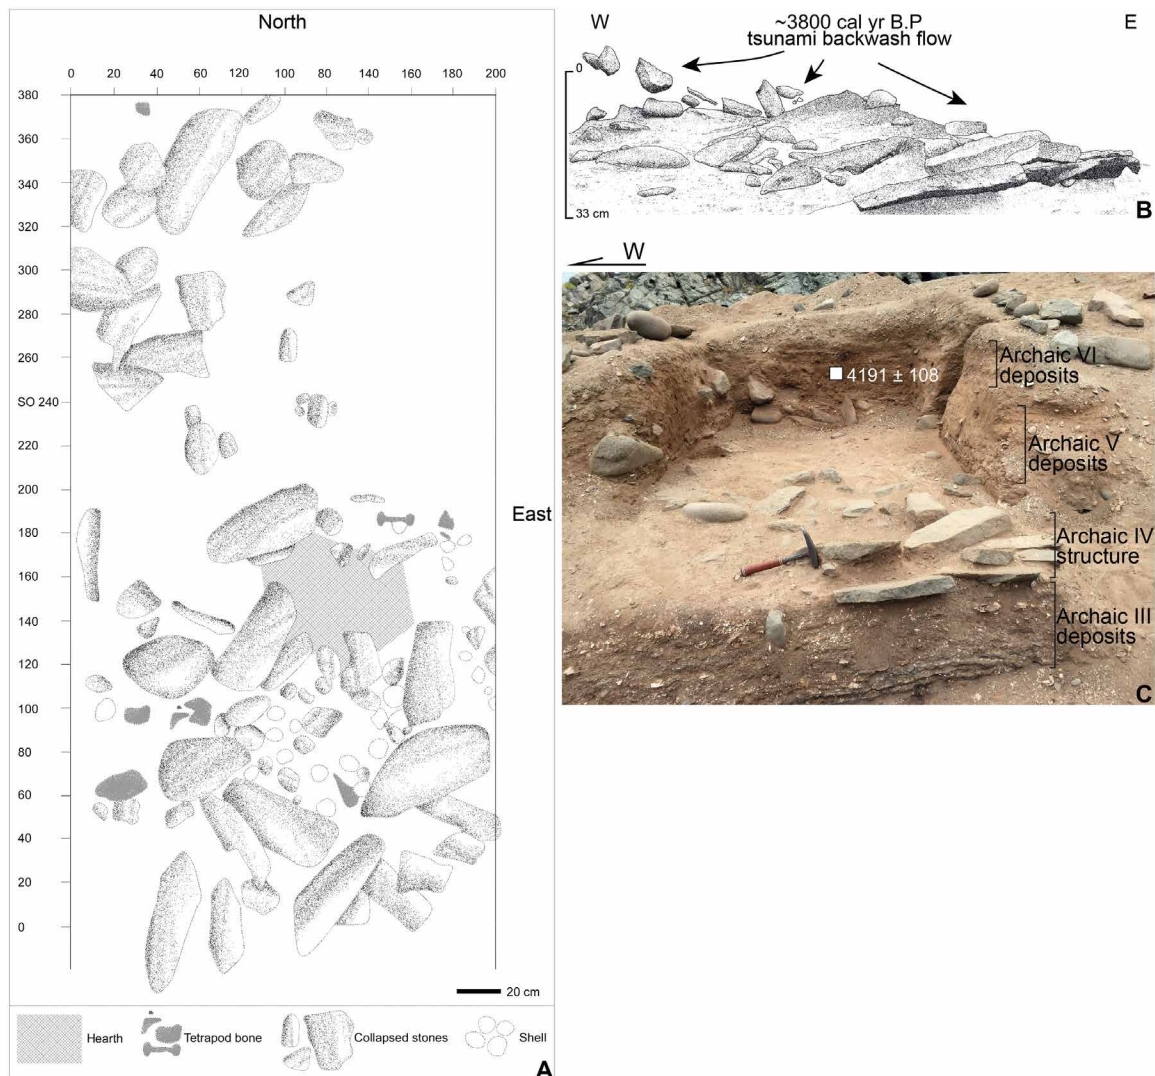 North
0 20 40 60 120 100 80 140 160 200
380
360
340
320
300
280
260
SO 240
220
200
180
160
140
120
100
80
60
40
20
0
East
20 cm
Hearth
Tetrapod bone
Collapsed stones
Shell
A
W
~3800 cal yr B.P
tsunami backwash flow
E
0
33 cm
B
W
4191 ± 108
Archaic VI
deposits
Archaic V
deposits
Archaic IV
structure
Archaic III
deposits
C